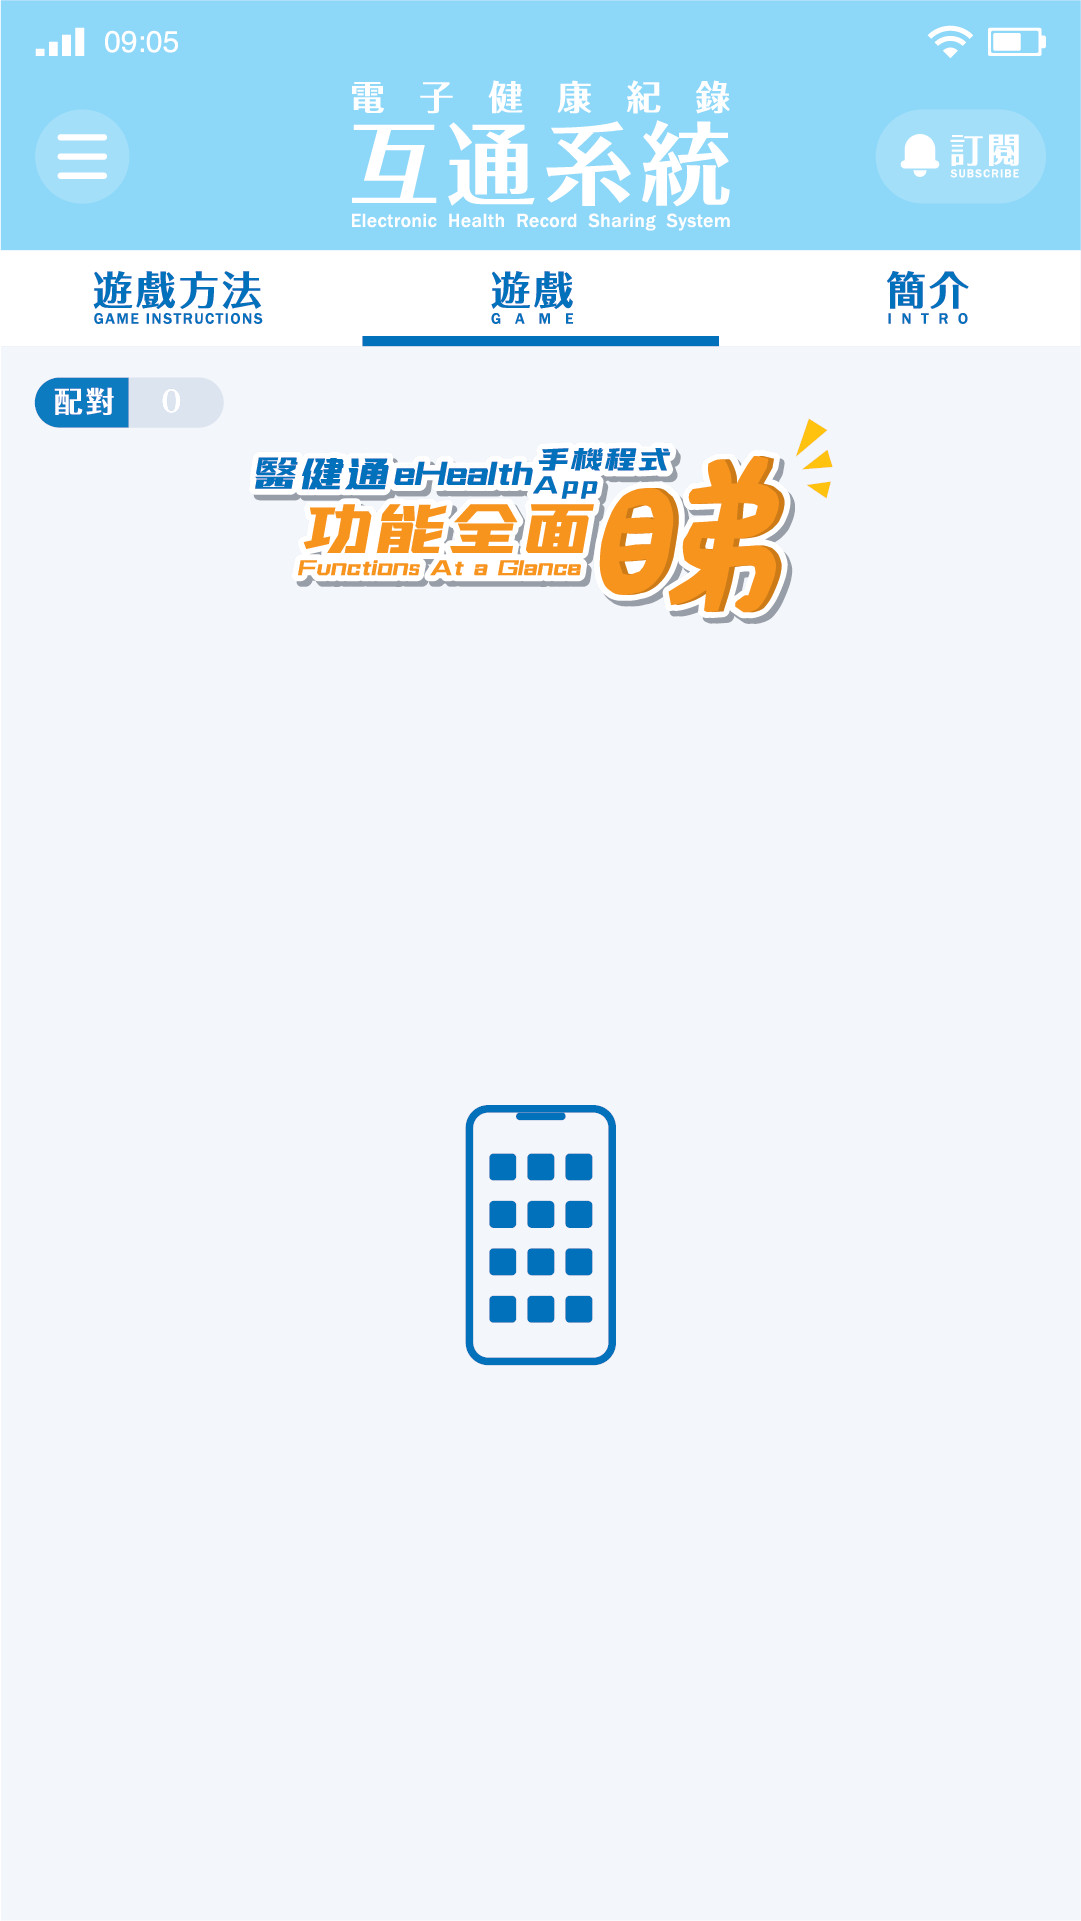 09:05
電子健康紀錄
互通系統
Electronic Health Record Sharing System
訂閱
SUBSCRIBE
遊戲方法
GAME INSTRUCTIONS
遊戲
GAME
簡介
INTRO
配對 0
醫健通eHealth手機程式
App
功能全面睇
Functions At a Glance